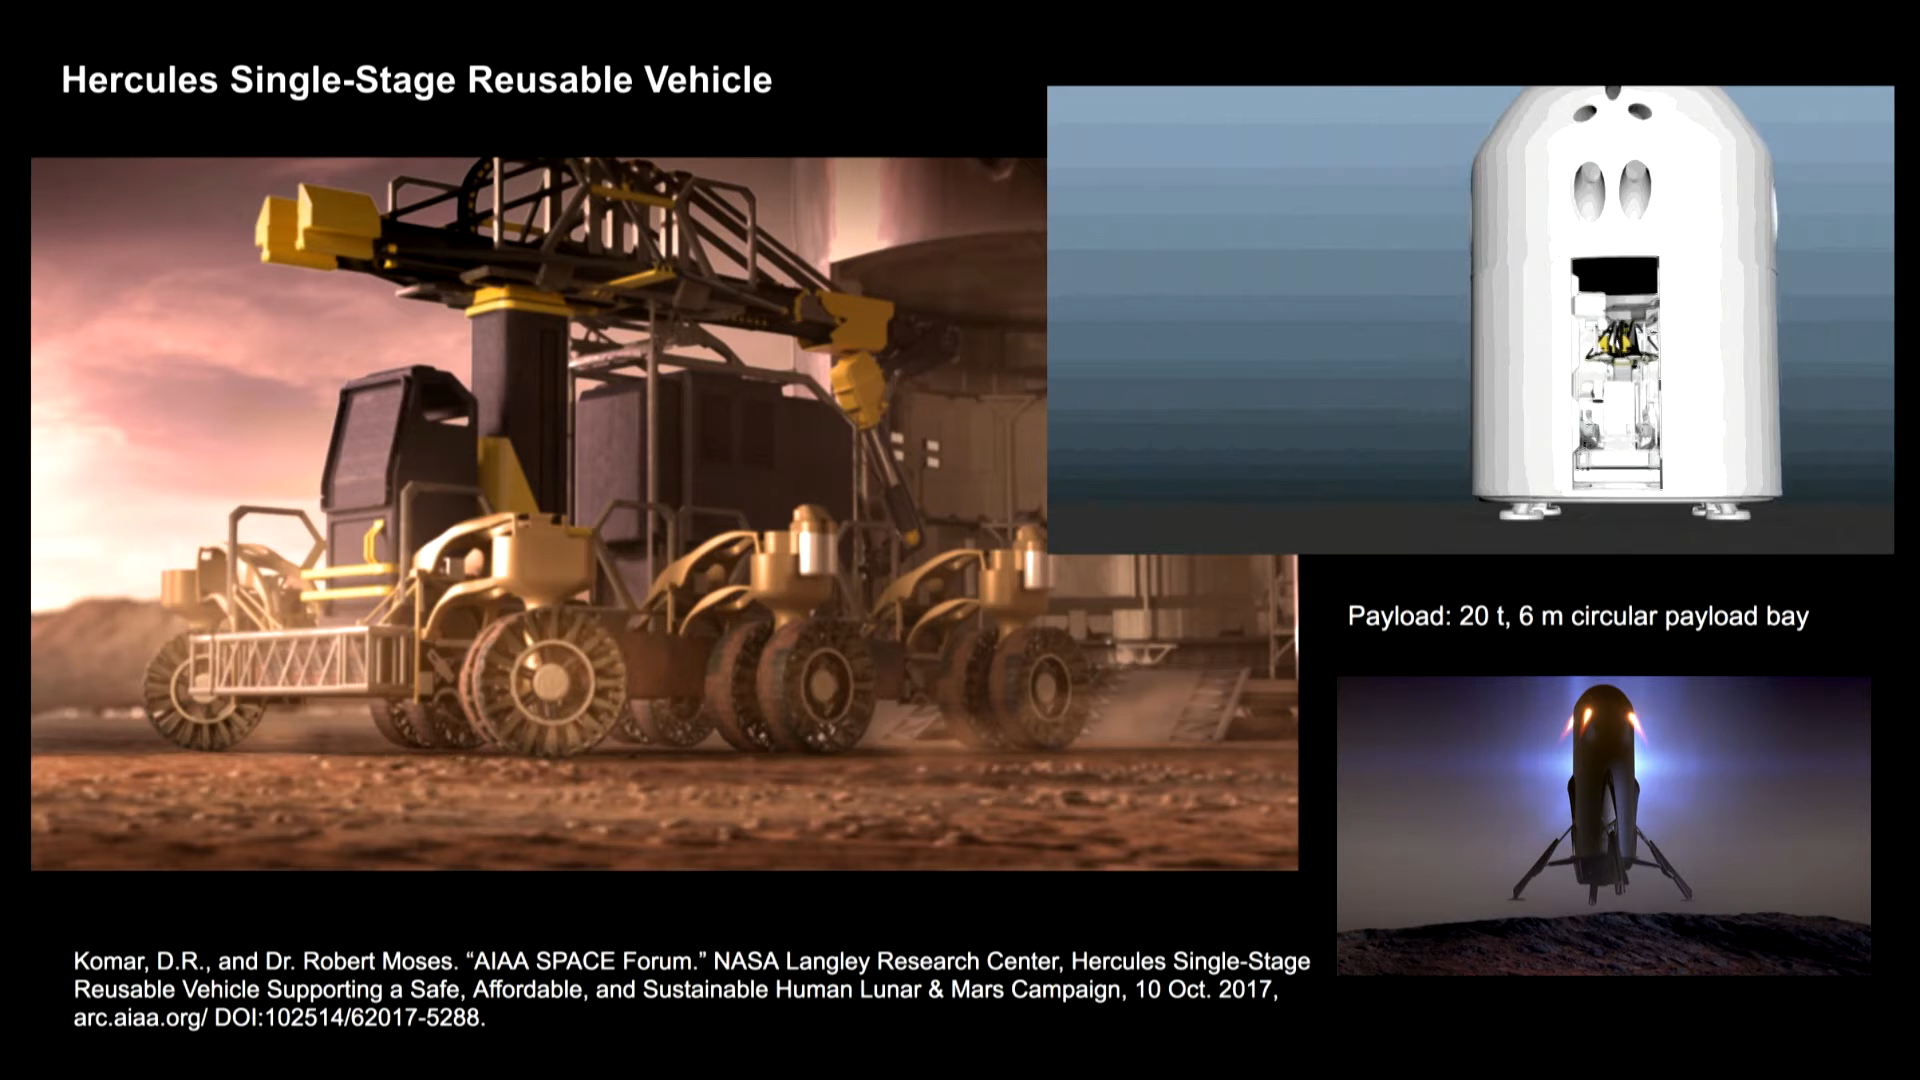 Hercules Single-Stage Reusable Vehicle
Payload: 20 t, 6 m circular payload bay
Komar, D.R., and Dr. Robert Moses. “AIAA SPACE Forum.” NASA Langley Research Center, Hercules Single-Stage
Reusable Vehicle Supporting a Safe, Affordable, and Sustainable Human Lunar & Mars Campaign, 10 Oct. 2017,
arc.aiaa.org/ DOI:102514/62017-5288.